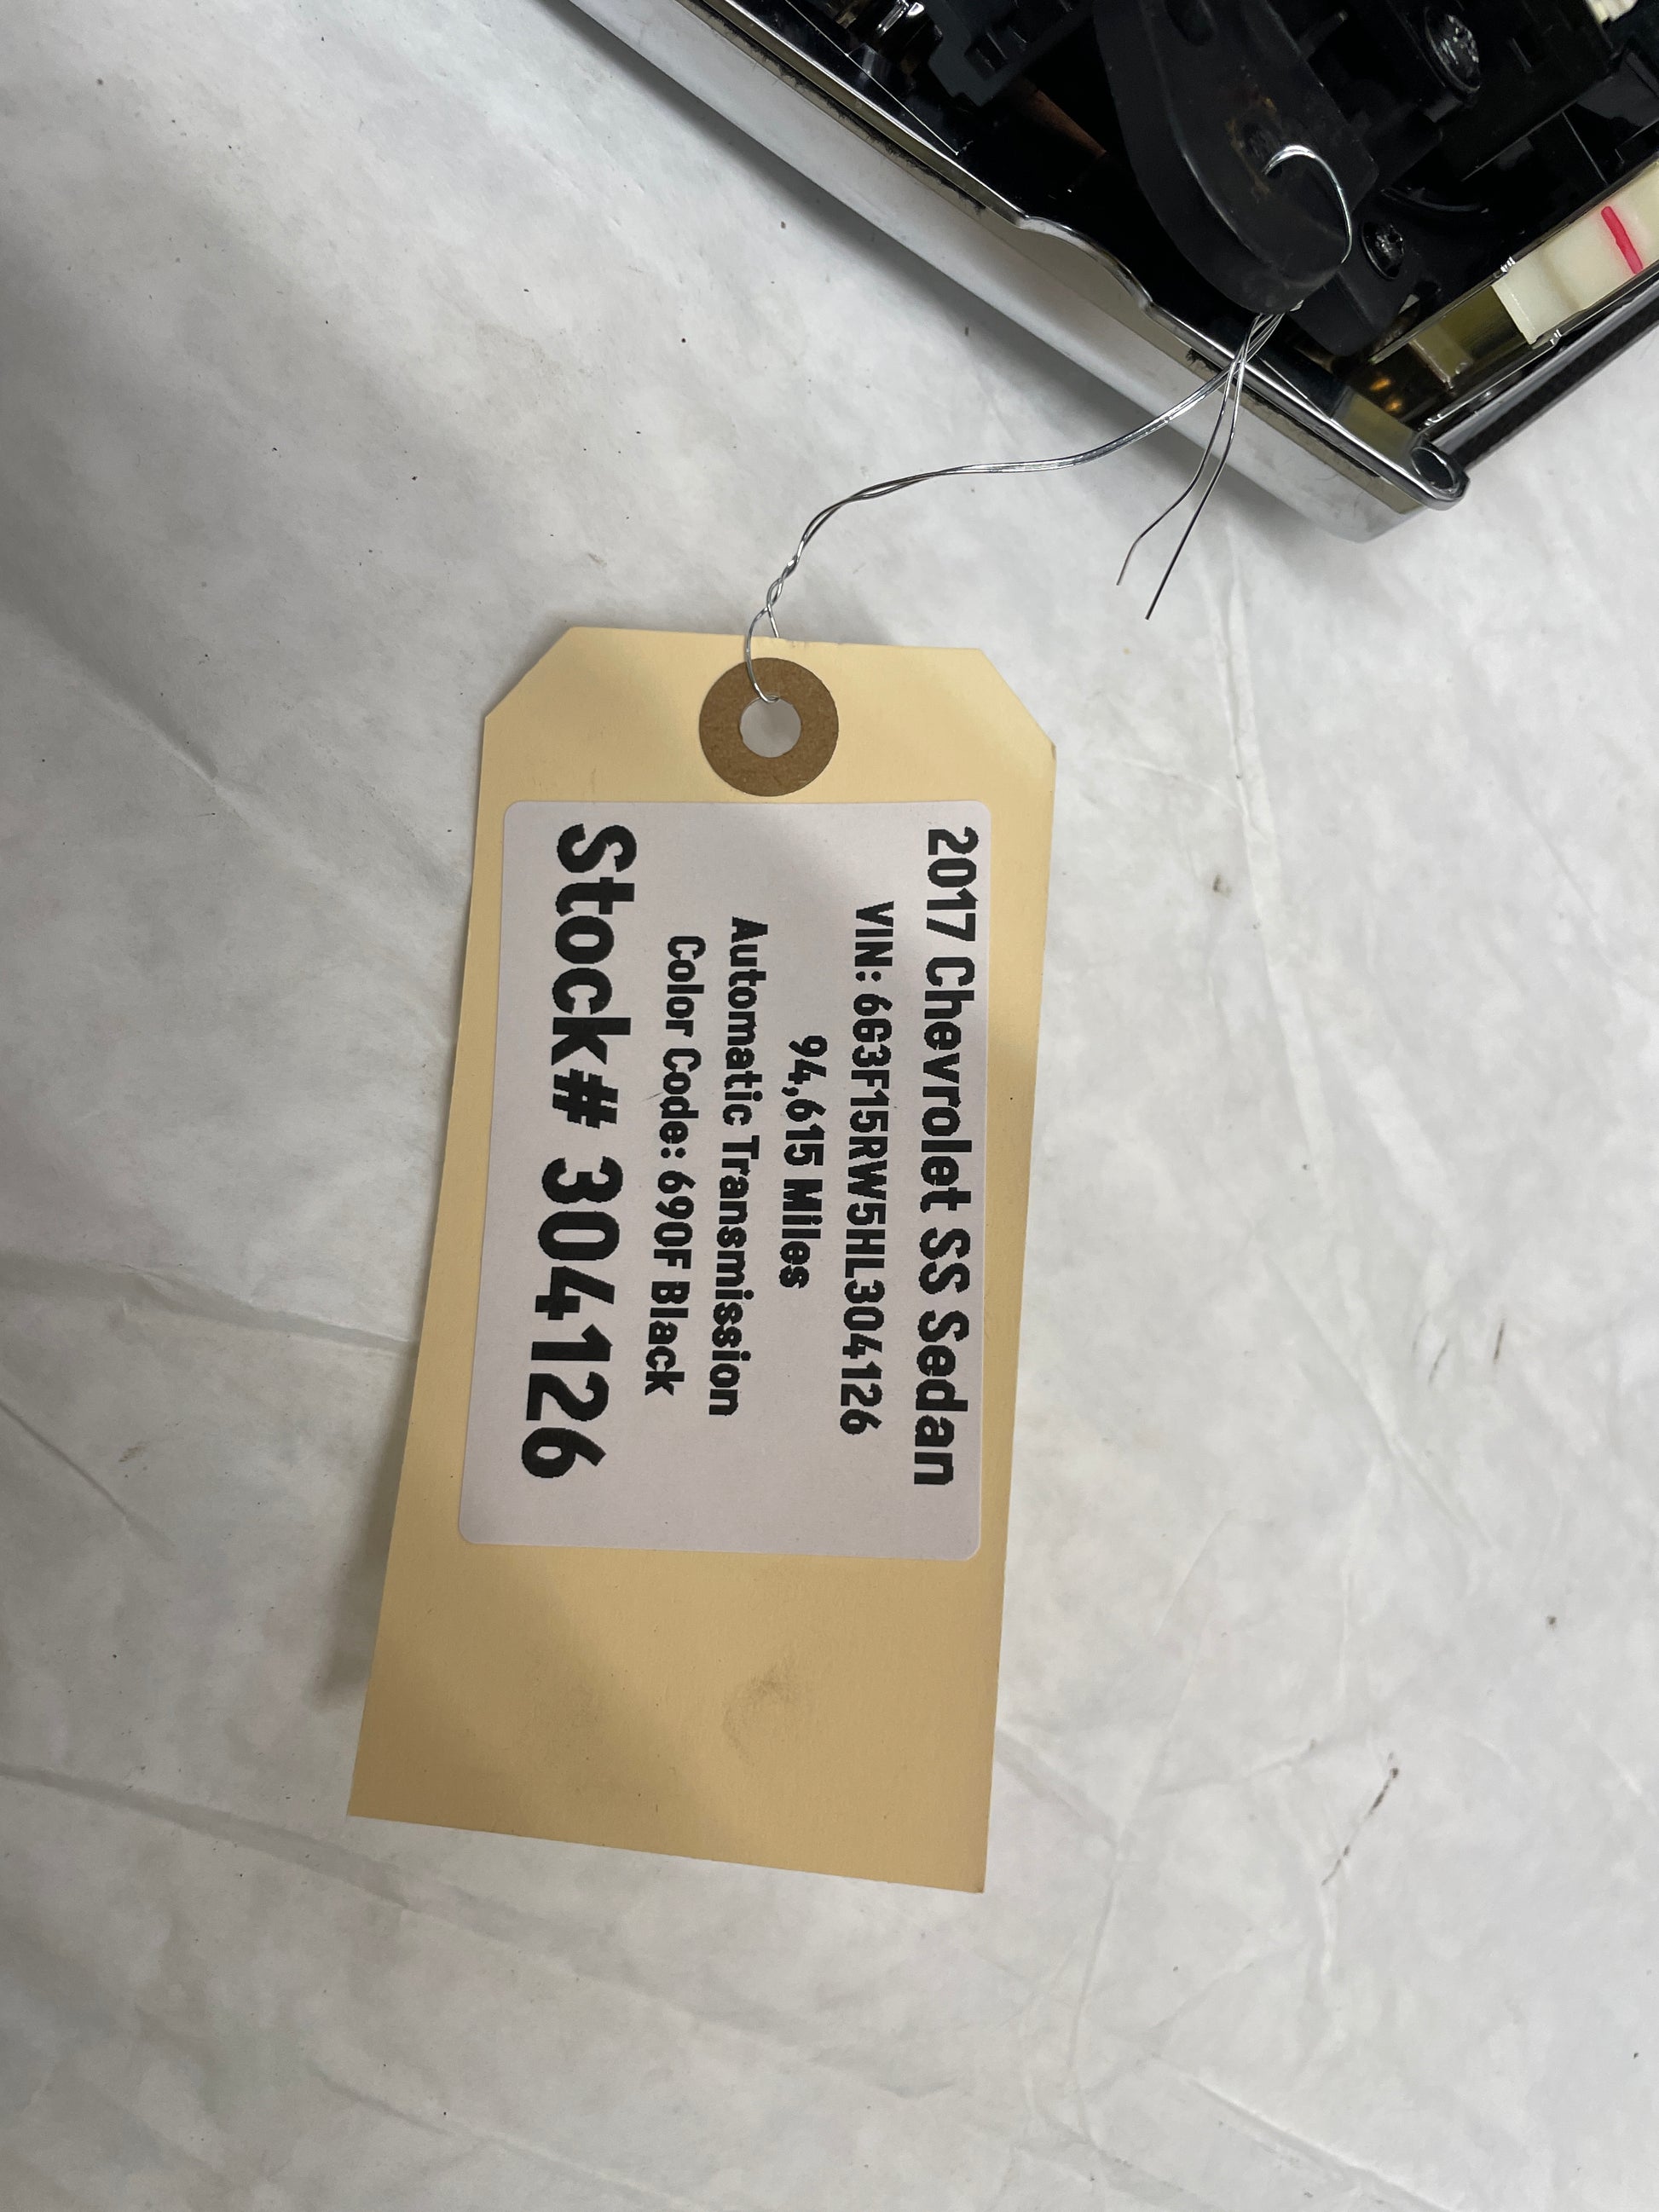 2017 Chevrolet SS Sedan
VIN: 6G3F15RW5HL304126
94,615 Miles
Automatic Transmission
Color Code: 690F Black
Stock# 304126